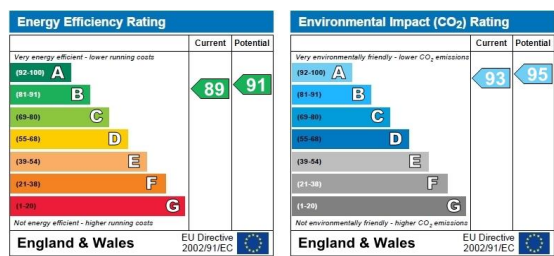 Energy Efficiency Rating
Current Potential
Very energy efficient - lower running costs
(92-100) A
(81-91) B
(69-80) C
(55-68) D
(39-54) E
(21-38) F
(1-20) G
89
91
Not energy efficient - higher running costs
England & Wales
EU Directive
2002/91/EC
Environmental Impact (CO2) Rating
Current Potential
Very environmentally friendly - lower CO2 emissions
(92-100) A
(81-91) B
(69-80) C
(55-68) D
(39-54) E
(21-38) F
(1-20) G
93
95
Not environmentally friendly - higher CO2 emissions
England & Wales
EU Directive
2002/91/EC